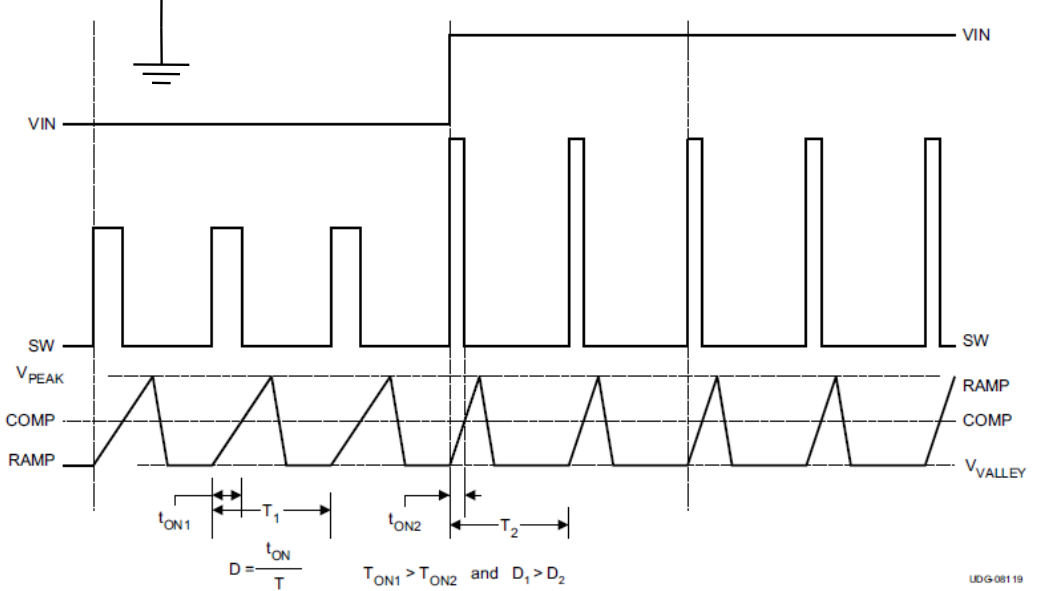 VIN
VIN
SW
SW
VPEAK
RAMP
COMP
COMP
RAMP
VVALLEY
tON1
T1
tON2
T2
D = tON / T
TON1 > TON2 and D1 > D2
UDG-08119